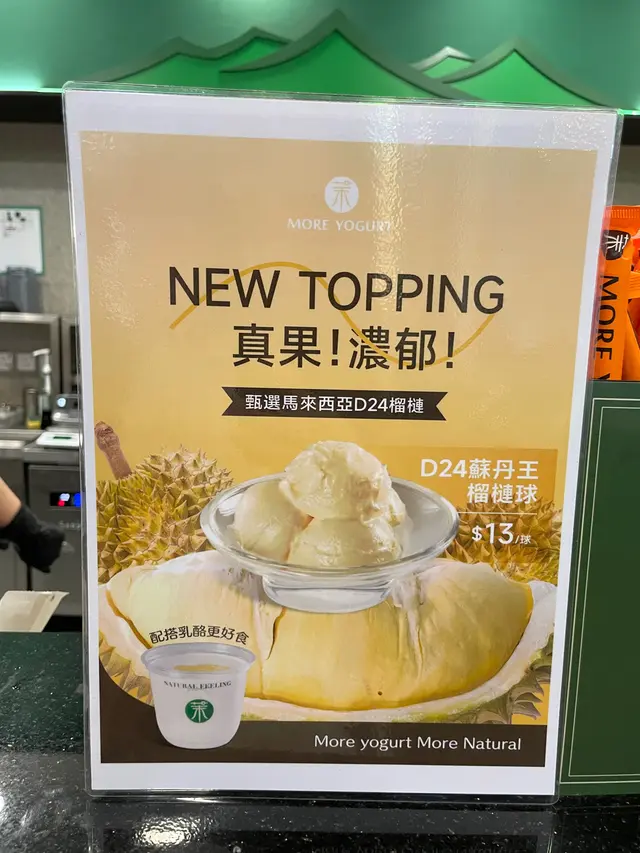 茉
MORE YOGURT
NEW TOPPING
真果!濃郁!
甄選馬來西亞D24榴槤
D24蘇丹王
榴槤球
$13/球
配搭乳酪更好食
NATURAL FEELING
茉
More yogurt More Natural
MORE